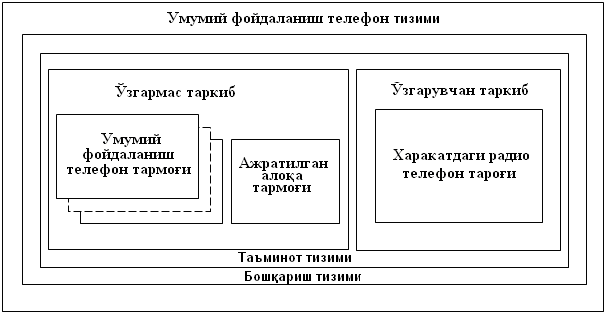 Умумий фойдаланиш телефон тизими
Ўзгармас таркиб
Ўзгарувчан таркиб
Умумий
фойдаланиш
телефон тармоғи
Ажратилган
алоқа
тармоғи
Харакатдаги радио
телефон тароғи
Таъминот тизими
Бошқариш тизими